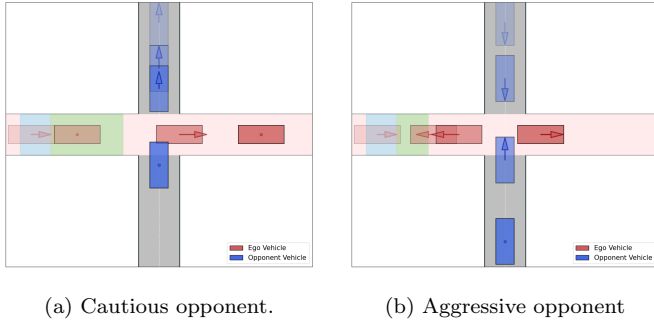 Ego Vehicle
Opponent Vehicle
Ego Vehicle
Opponent Vehicle
(a) Cautious opponent.
(b) Aggressive opponent